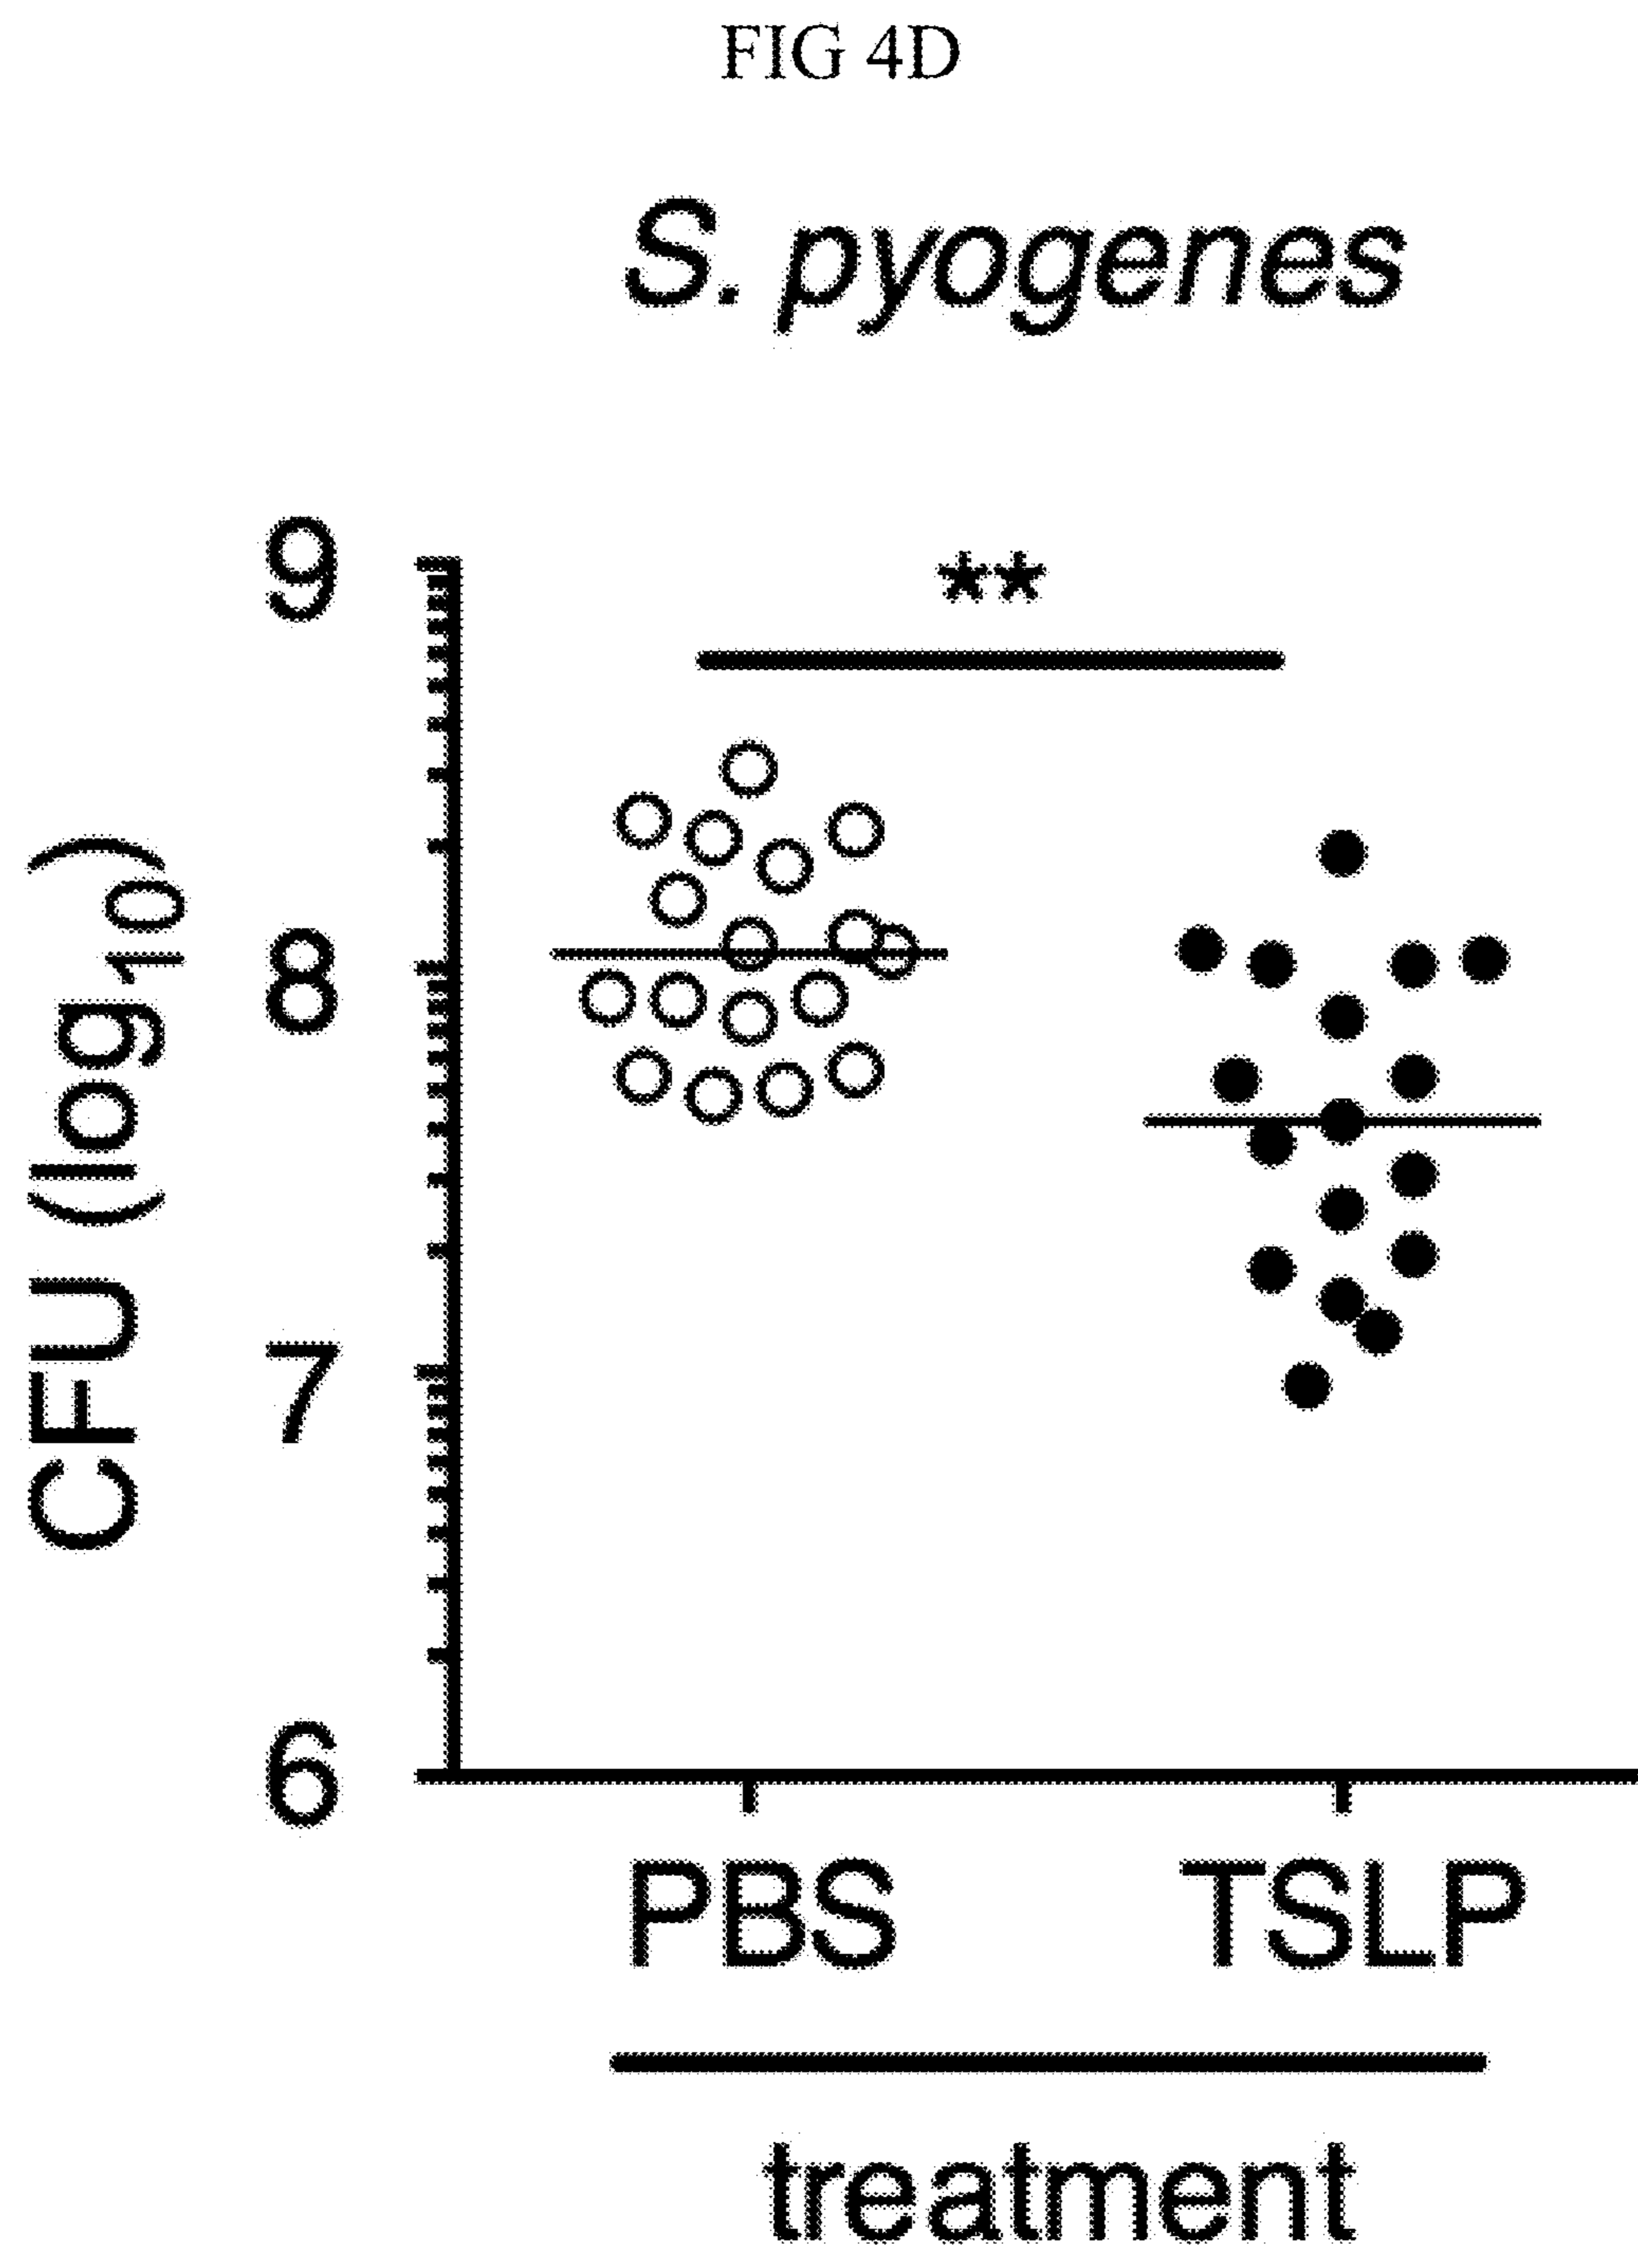 FIG 4D
S. pyogenes
**
CFU (log₁₀)
9
8
7
6
PBS TSLP
treatment